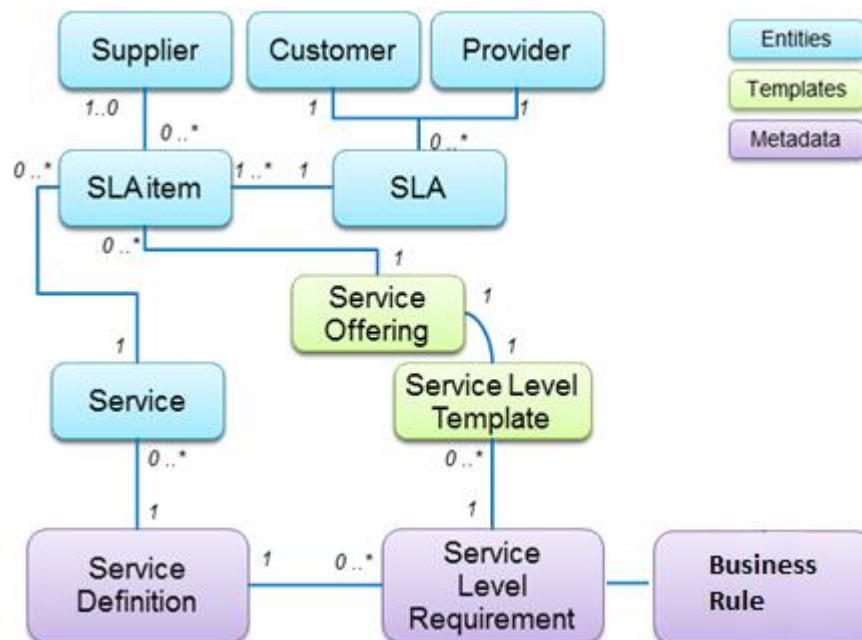 Supplier
Customer
Provider
Entities
Templates
Metadata
1..0
1
1
0 ..*
0 ..*
0 ..*
SLA item
1 ..*
1
SLA
0 ..*
1
Service
Offering
1
1
1
Service
Service Level
Template
0 ..*
0 ..*
1
1
Service
Definition
1
0 ..*
Service
Level
Requirement
Business
Rule